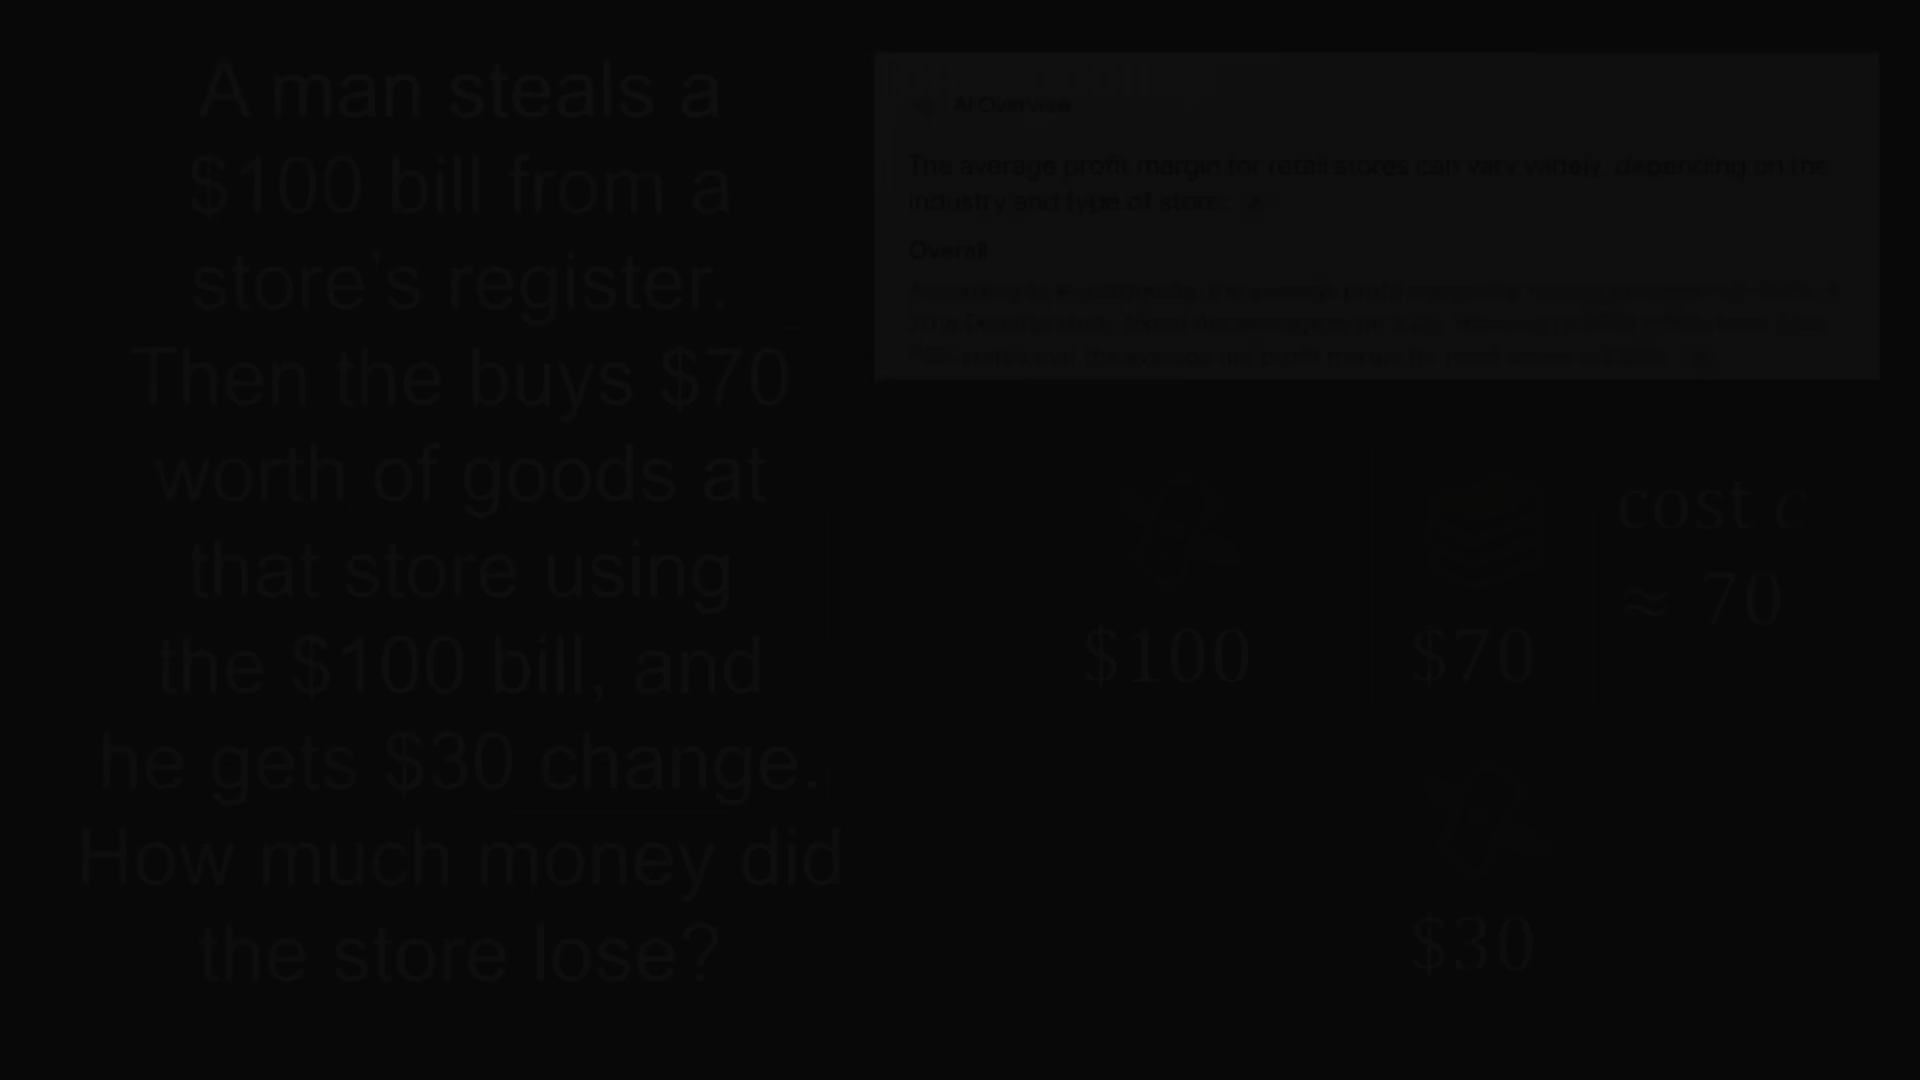 A man steals a
$100 bill from a
store's register.
Then the buys $70
worth of goods at
that store using
the $100 bill, and
he gets $30 change.
How much money did
the store lose?
AI Overview
The average profit margin for retail stores can vary widely, depending on the
industry and type of store.
Overall
cost c
≈ 70
$100
$70
$30